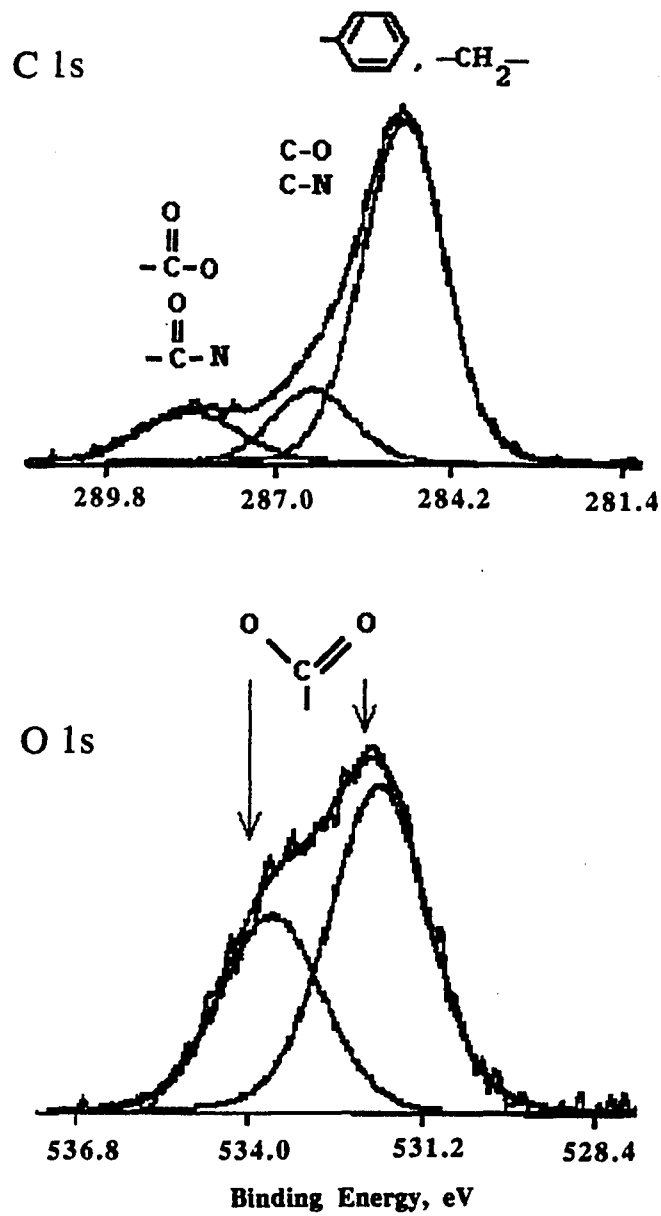 C 1s
, –CH2–
C–O
C–N
O
–C–O
O
–C–N
289.8 287.0 284.2 281.4
O O
C
O 1s
536.8 534.0 531.2 528.4
Binding Energy, eV